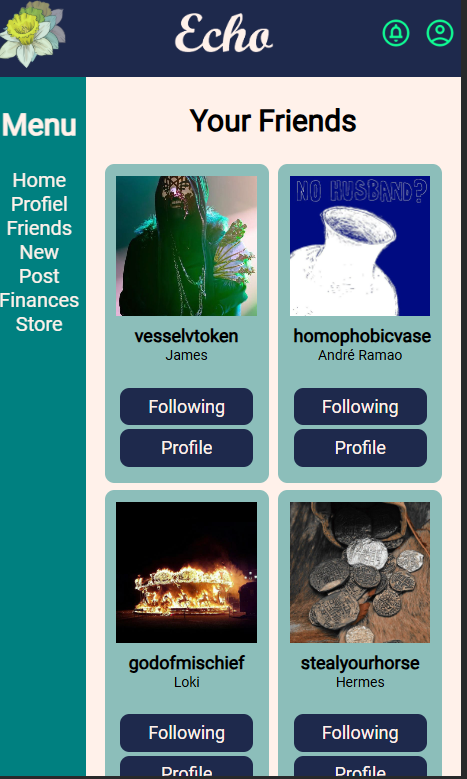 Echo
Menu
Home
Profiel
Friends
New
Post
Finances
Store
Your Friends
NO HUSBAND?
vesselvtoken
James
Following
Profile
homophobicvase
André Ramao
Following
Profile
godofmischief
Loki
Following
Profile
stealyourhorse
Hermes
Following
Profile